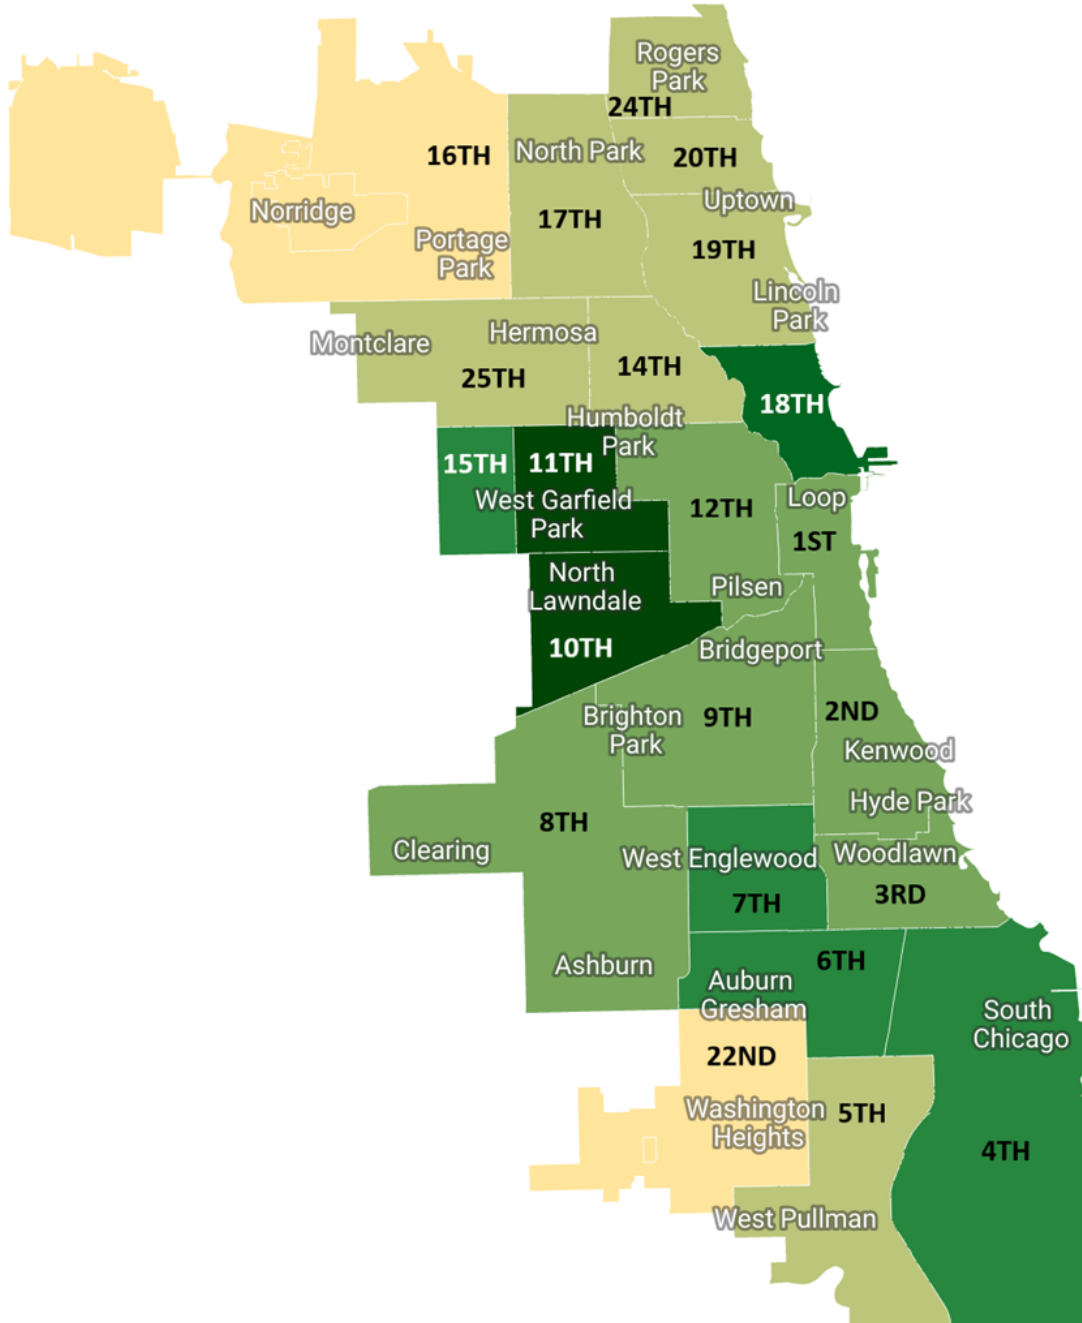 Rogers
Park
24TH
16TH
North Park
20TH
Norridge
Uptown
17TH
Portage
Park
19TH
Lincoln
Park
Montclare
Hermosa
25TH
14TH
18TH
Humboldt
Park
15TH
11TH
West Garfield
Park
12TH
Loop
1ST
North
Lawndale
Pilsen
10TH
Bridgeport
Brighton
Park
9TH
2ND
Kenwood
Hyde Park
8TH
Clearing
West Englewood
Woodlawn
7TH
3RD
Ashburn
6TH
Auburn
Gresham
South
Chicago
22ND
Washington
Heights
5TH
4TH
West Pullman